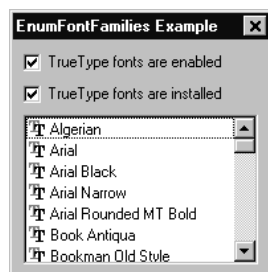 EnumFontFamilies Example
TrueType fonts are enabled
TrueType fonts are installed
Algerian
Arial
Arial Black
Arial Narrow
Arial Rounded MT Bold
Book Antiqua
Bookman Old Style